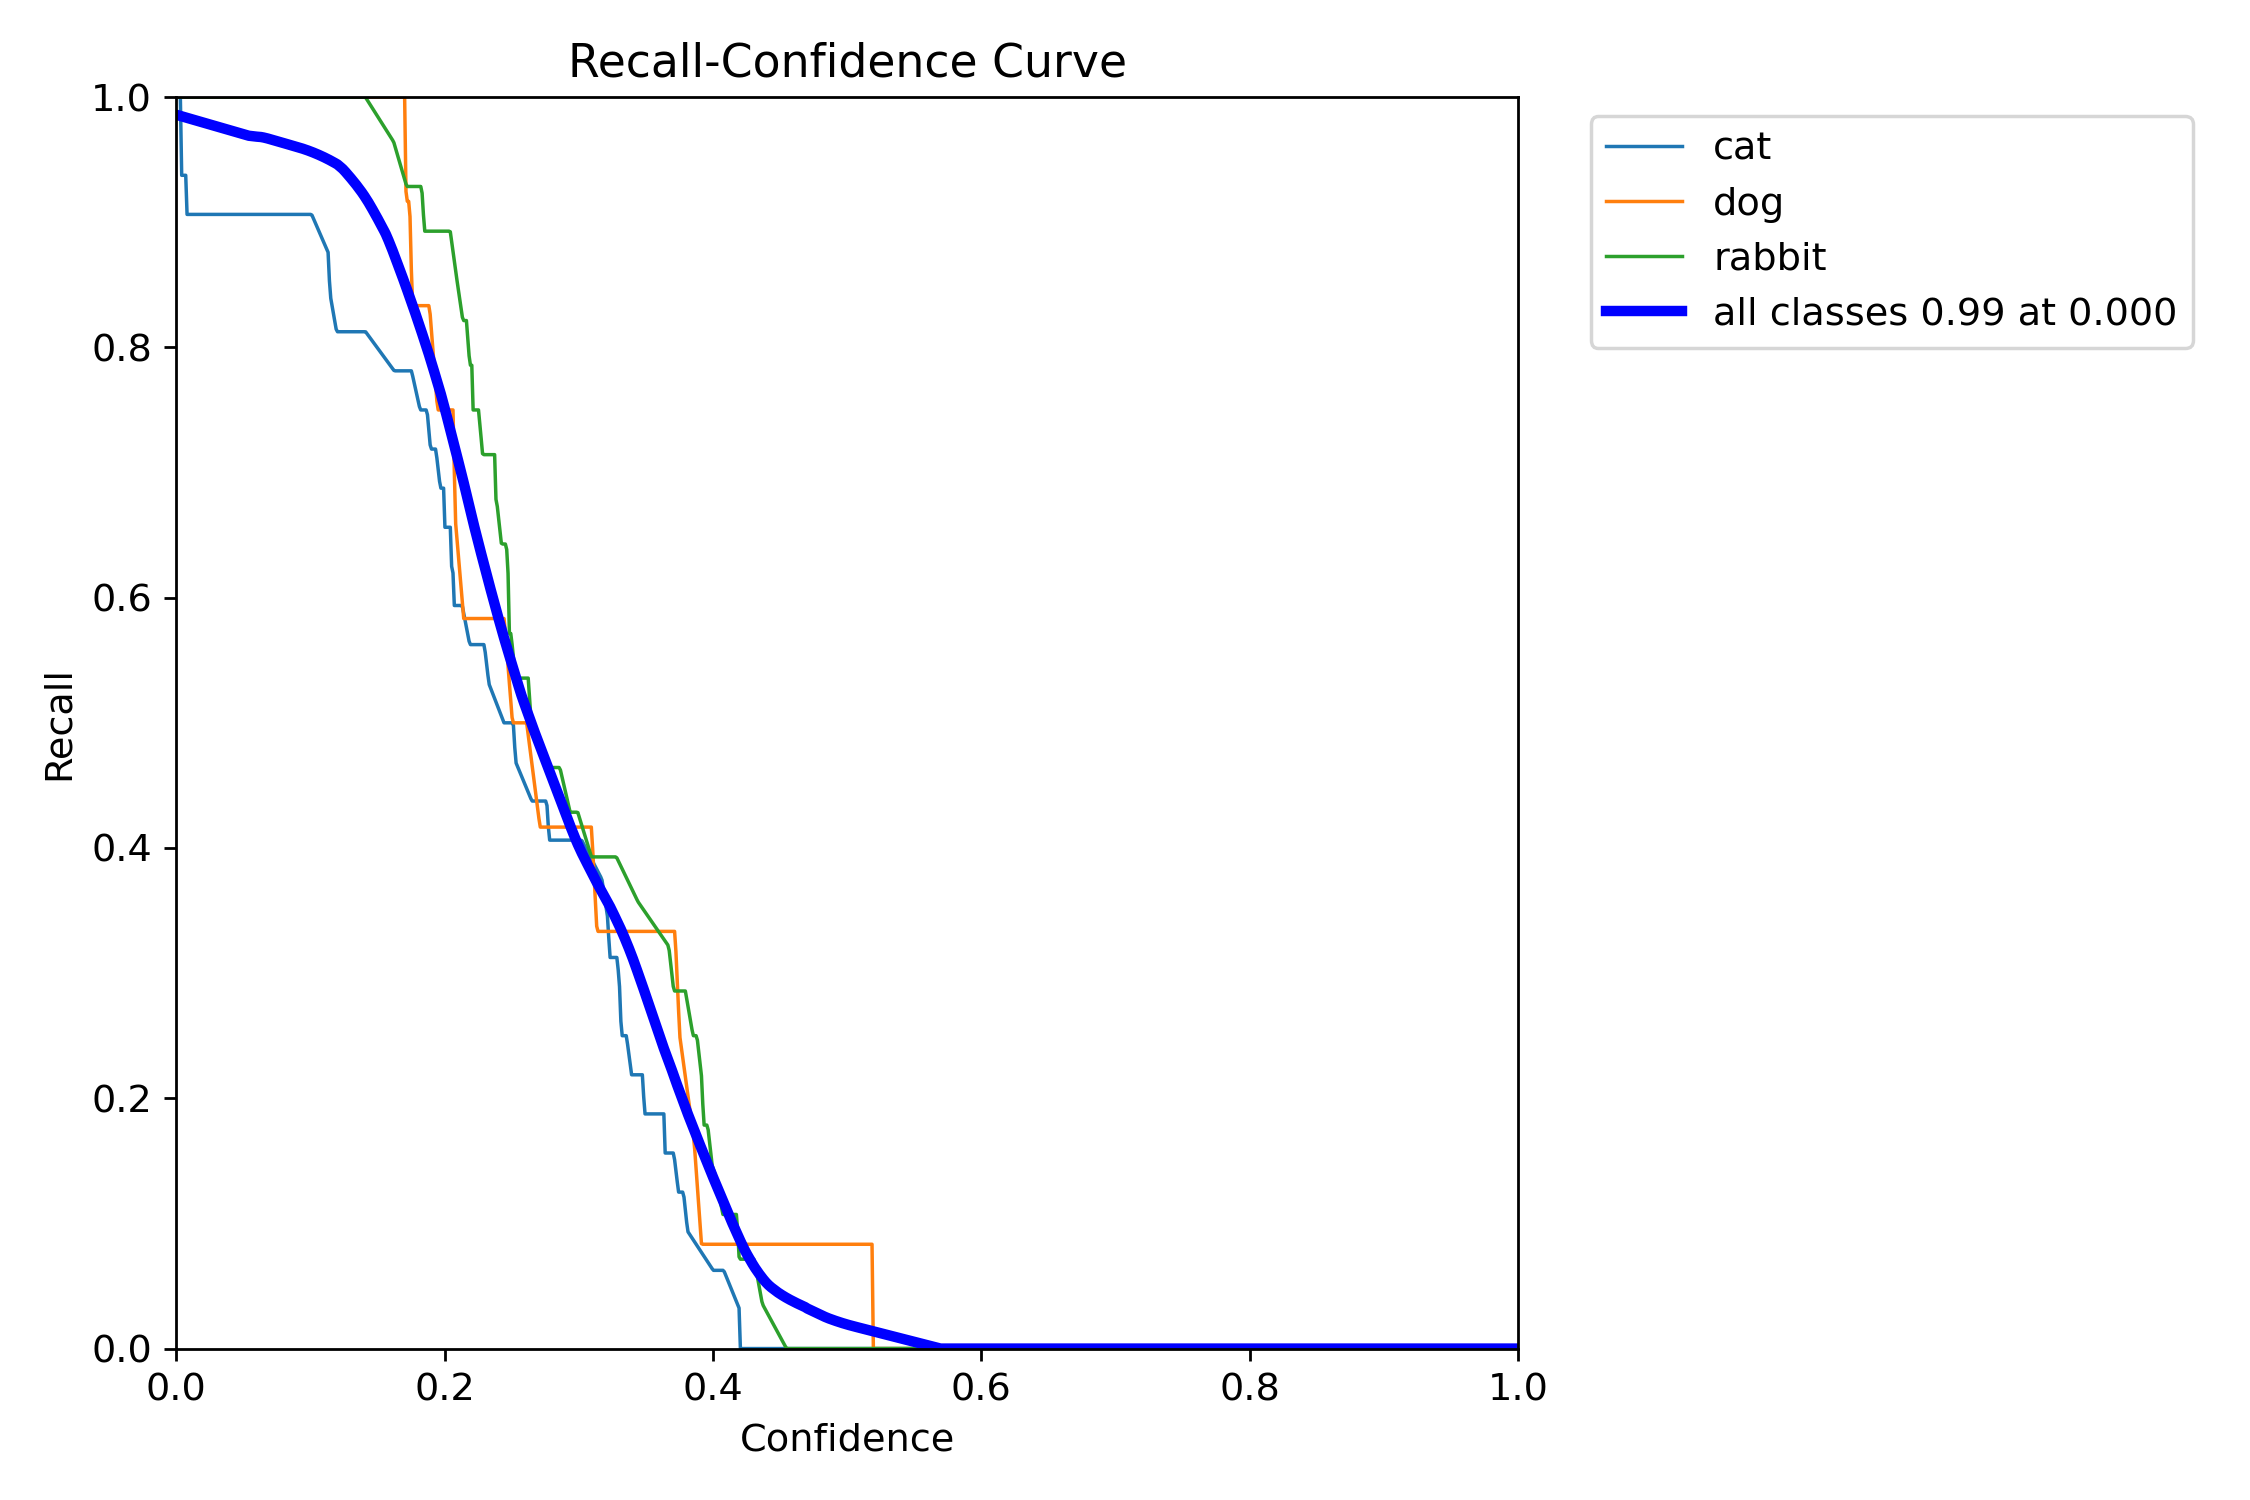 Recall-Confidence Curve
1.0
0.8
0.6
0.4
0.2
0.0
Recall
0.0 0.2 0.4 0.6 0.8 1.0
Confidence
cat
dog
rabbit
all classes 0.99 at 0.000